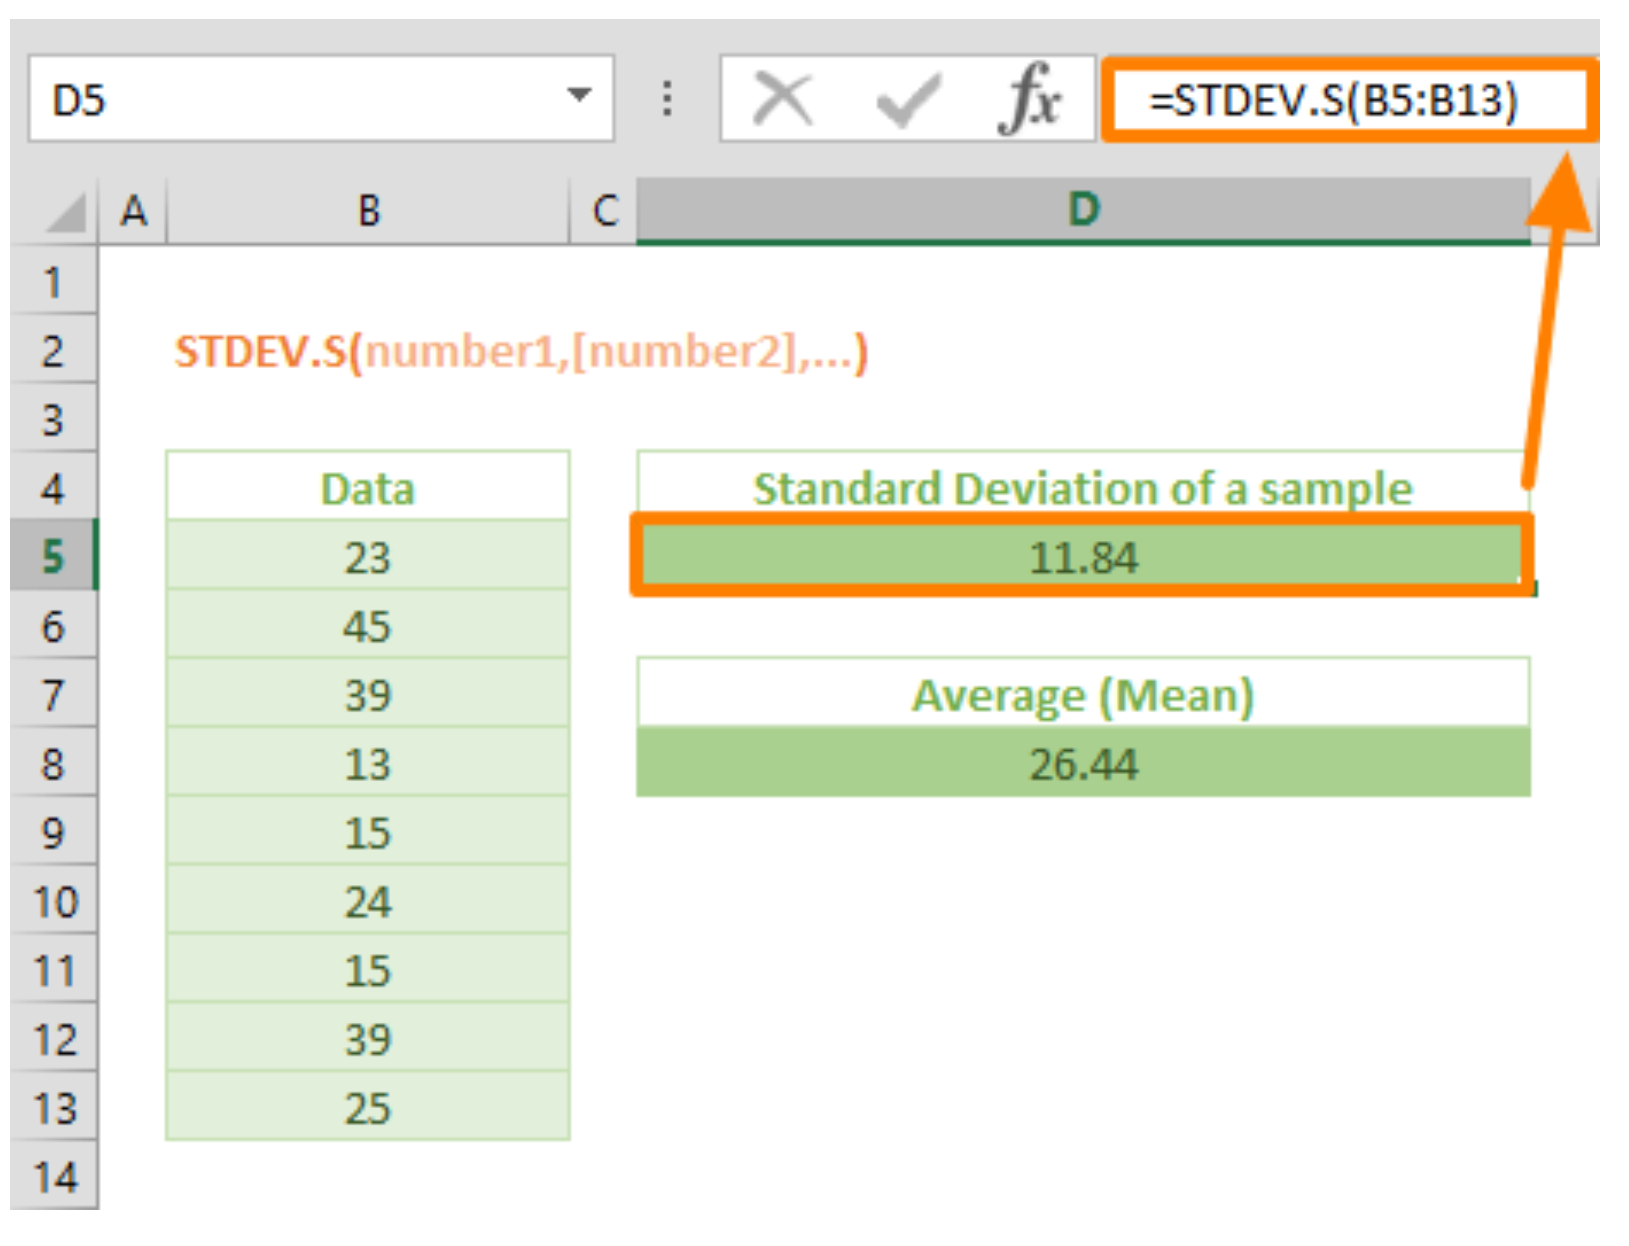 D5 fx =STDEV.S(B5:B13)
A B C D
1
2 STDEV.S(number1,[number2],...)
3
4 Data Standard Deviation of a sample
5 23 11.84
6 45
7 39 Average (Mean)
8 13 26.44
9 15
10 24
11 15
12 39
13 25
14